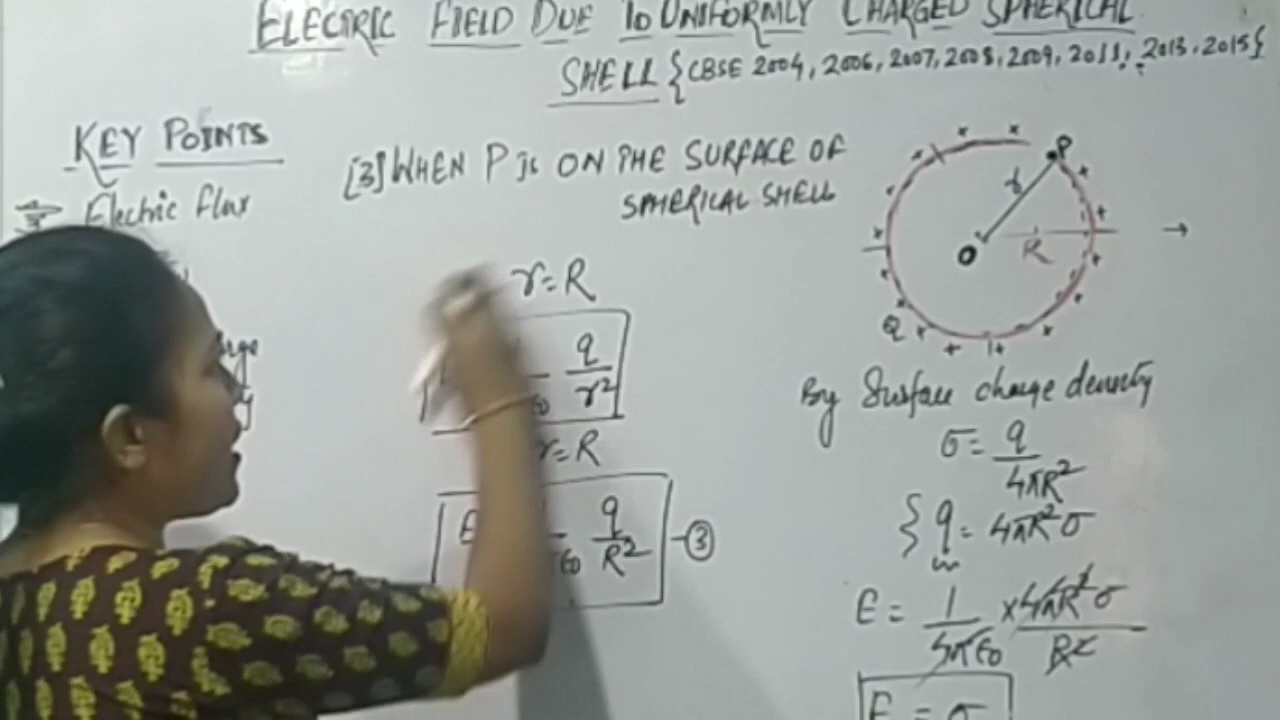 ELECTRIC FIELD DUE TO UNIFORMLY CHARGED SPHERICAL
SHELL {CBSE 2004, 2006, 2007, 2008, 2009, 2011, 2013, 2015}
KEY POINTS
Electric flux
[3] WHEN P is ON THE SURFACE OF
SPHERICAL SHELL
r = R
q
r²
ε0
r = R
E
q
ε0 R²
-③
P
r
O
R
Q
→
By Surface charge density
σ = q / 4πR²
{ q = 4πR²σ
E = 1 / 4πε0 × 4πR²σ / R²
E = σ